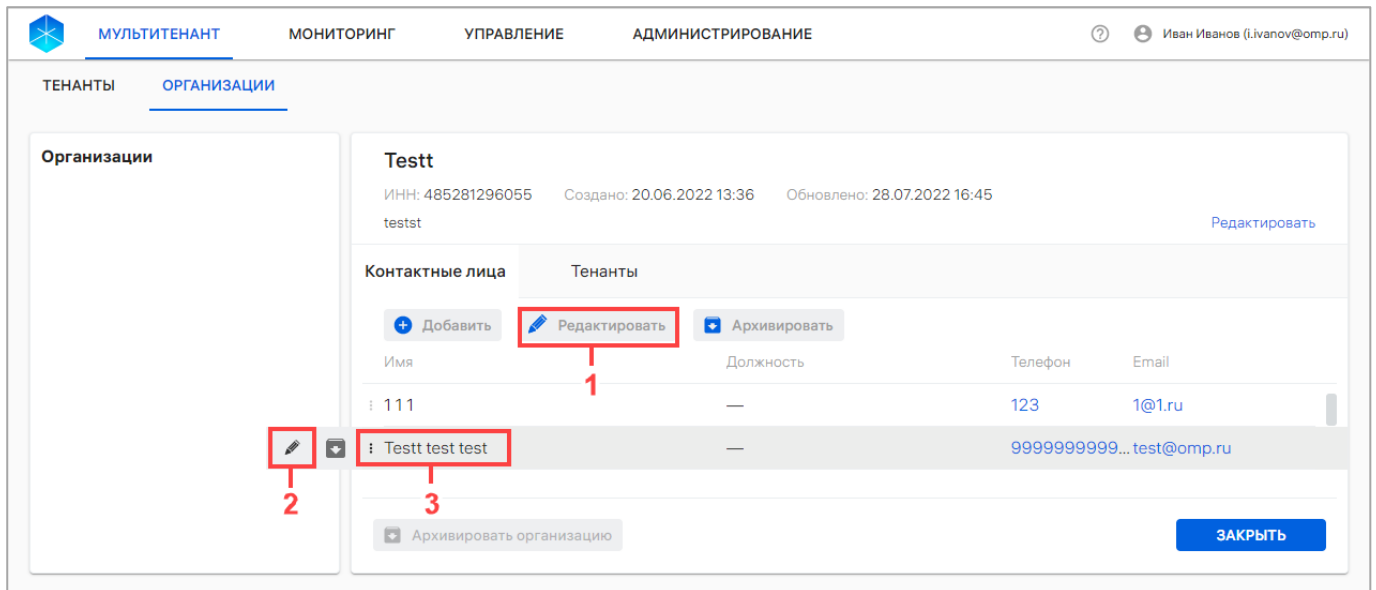 МУЛЬТИТЕНАНТ МОНИТОРИНГ УПРАВЛЕНИЕ АДМИНИСТРИРОВАНИЕ ? Иван Иванов (i.ivanov@omp.ru)
ТЕНАНТЫ ОРГАНИЗАЦИИ
Организации
Testt
ИНН: 485281296055 Создано: 20.06.2022 13:36 Обновлено: 28.07.2022 16:45
testst Редактировать
Контактные лица Тенанты
Добавить Редактировать Архивировать
Имя Должность Телефон Email
1
111 — 123 1@1.ru
Testt test test — 9999999999... test@omp.ru
2 3
Архивировать организацию ЗАКРЫТЬ